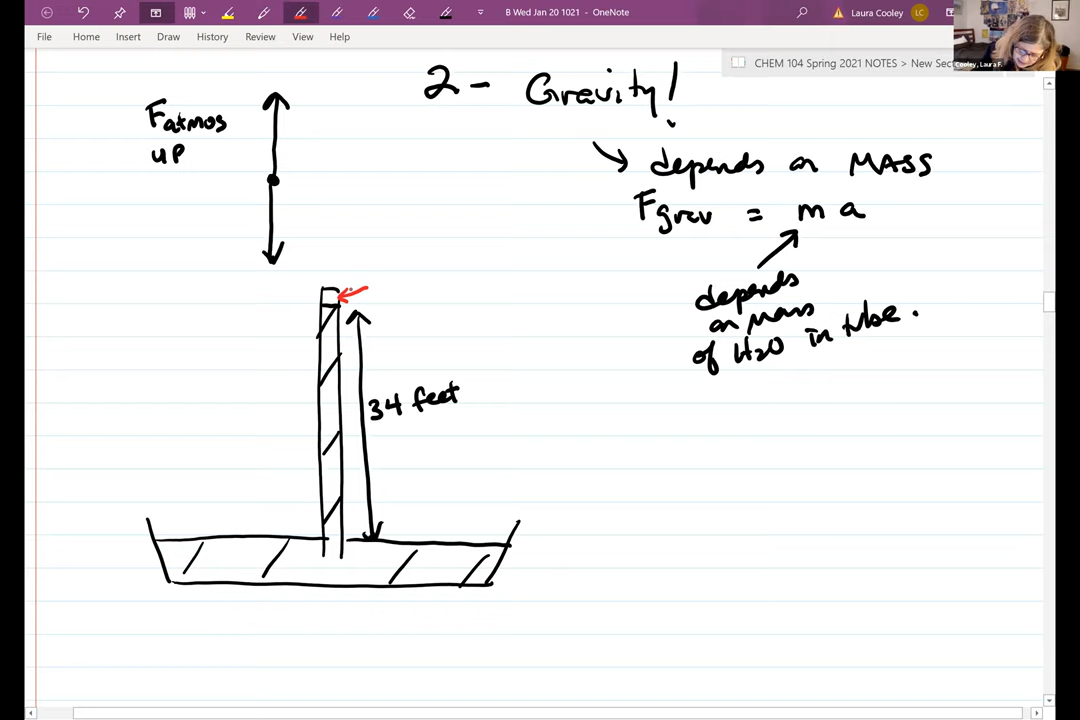 B Wed Jan 20 1021 - OneNote
Laura Cooley
LC
File Home Insert Draw History Review View Help
CHEM 104 Spring 2021 NOTES > New Sec
Cooley, Laura F.
2 - Gravity!
Fatmos
up
depends on MASS
Fgrav = m a
depends
on mass
of H2O in tube.
34 feet